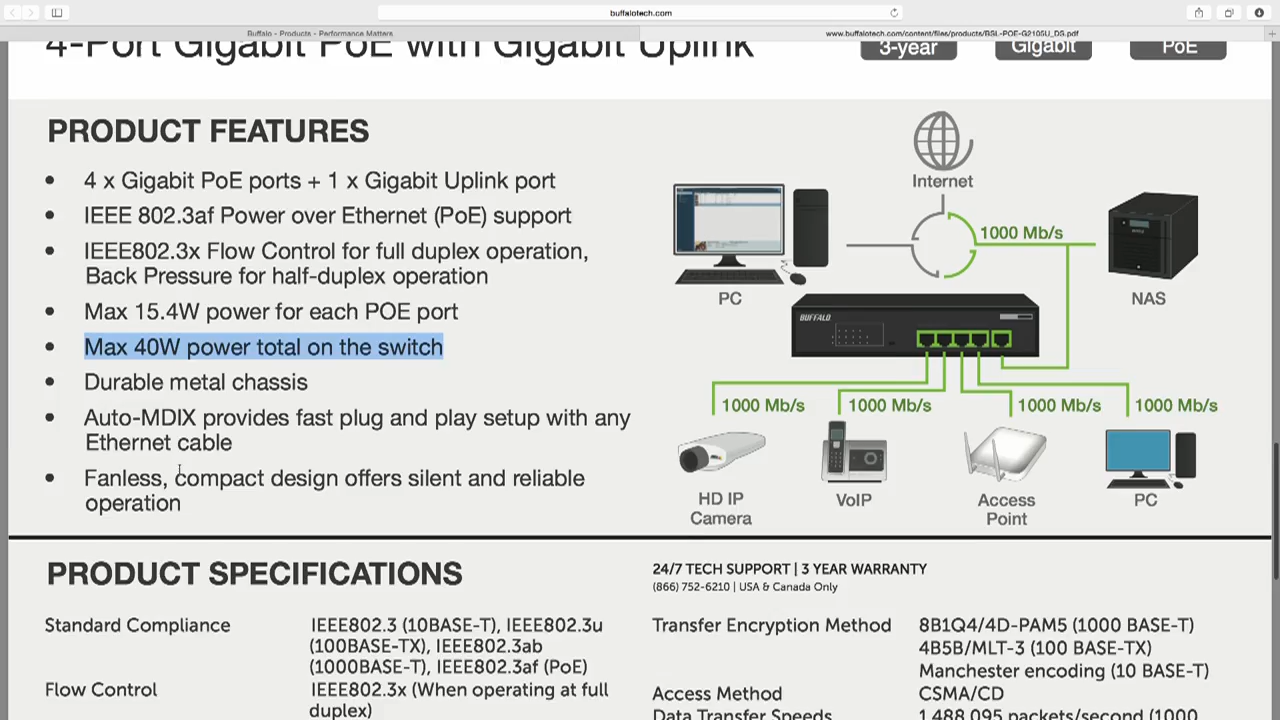 buffalotech.com
Buffalo - Products - Performance Matters
www.buffalotech.com/content/files/products/BSL-POE-G2105U_DS.pdf
4-Port Gigabit PoE with Gigabit Uplink
3-year
Gigabit
PoE
PRODUCT FEATURES
4 x Gigabit PoE ports + 1 x Gigabit Uplink port
IEEE 802.3af Power over Ethernet (PoE) support
IEEE802.3x Flow Control for full duplex operation,
Back Pressure for half-duplex operation
Max 15.4W power for each POE port
Max 40W power total on the switch
Durable metal chassis
Auto-MDIX provides fast plug and play setup with any
Ethernet cable
Fanless, compact design offers silent and reliable
operation
Internet
1000 Mb/s
PC
NAS
BUFFALO
1000 Mb/s
1000 Mb/s
1000 Mb/s
1000 Mb/s
HD IP
Camera
VoIP
Access
Point
PC
PRODUCT SPECIFICATIONS
Standard Compliance
IEEE802.3 (10BASE-T), IEEE802.3u
(100BASE-TX), IEEE802.3ab
(1000BASE-T), IEEE802.3af (PoE)
Flow Control
IEEE802.3x (When operating at full
duplex)
24/7 TECH SUPPORT | 3 YEAR WARRANTY
(866) 752-6210 | USA & Canada Only
Transfer Encryption Method
8B1Q4/4D-PAM5 (1000 BASE-T)
4B5B/MLT-3 (100 BASE-TX)
Manchester encoding (10 BASE-T)
Access Method
CSMA/CD
Data Transfer Speeds
1,488,095 packets/second (1000